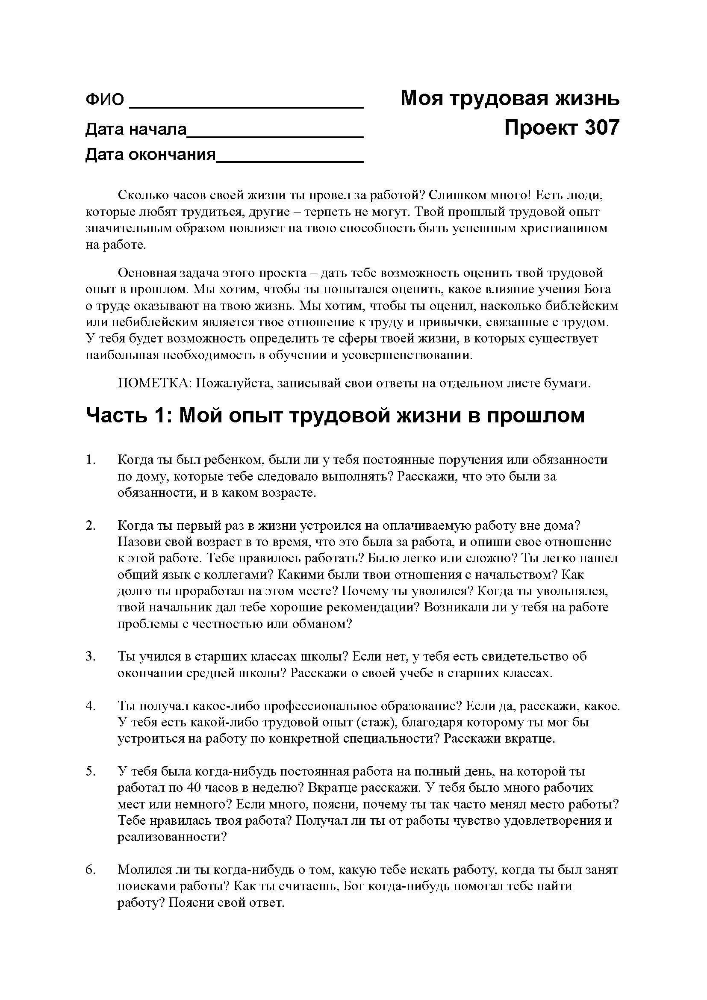 ФИО
Моя трудовая жизнь
Дата начала
Проект 307
Дата окончания
Сколько часов своей жизни ты провел за работой? Слишком много! Есть люди,
которые любят трудиться, другие – терпеть не могут. Твой прошлый трудовой опыт
значительным образом повлияет на твою способность быть успешным христианином
на работе.
Основная задача этого проекта – дать тебе возможность оценить твой трудовой
опыт в прошлом. Мы хотим, чтобы ты попытался оценить, какое влияние учения Бога
о труде оказывают на твою жизнь. Мы хотим, чтобы ты оценил, насколько библейским
или небиблейским является твое отношение к труду и привычки, связанные с трудом.
У тебя будет возможность определить те сферы твоей жизни, в которых существует
наибольшая необходимость в обучении и усовершенствовании.
ПОМЕТКА: Пожалуйста, записывай свои ответы на отдельном листе бумаги.
Часть 1: Мой опыт трудовой жизни в прошлом
1. Когда ты был ребенком, были ли у тебя постоянные поручения или обязанности
по дому, которые тебе следовало выполнять? Расскажи, что это были за
обязанности, и в каком возрасте.
2. Когда ты первый раз в жизни устроился на оплачиваемую работу вне дома?
Назови свой возраст в то время, что это была за работа, и опиши свое отношение
к этой работе. Тебе нравилось работать? Было легко или сложно? Ты легко нашел
общий язык с коллегами? Какими были твои отношения с начальством? Как
долго ты проработал на этом месте? Почему ты уволился? Когда ты увольнялся,
твой начальник дал тебе хорошие рекомендации? Возникали ли у тебя на работе
проблемы с честностью или обманом?
3. Ты учился в старших классах школы? Если нет, у тебя есть свидетельство об
окончании средней школы? Расскажи о своей учебе в старших классах.
4. Ты получал какое-либо профессиональное образование? Если да, расскажи, какое.
У тебя есть какой-либо трудовой опыт (стаж), благодаря которому ты мог бы
устроиться на работу по конкретной специальности? Расскажи вкратце.
5. У тебя была когда-нибудь постоянная работа на полный день, на которой ты
работал по 40 часов в неделю? Вкратце расскажи. У тебя было много рабочих
мест или немного? Если много, поясни, почему ты так часто менял место работы?
Тебе нравилась твоя работа? Получал ли ты от работы чувство удовлетворения и
реализованности?
6. Молился ли ты когда-нибудь о том, какую тебе искать работу, когда ты был занят
поисками работы? Как ты считаешь, Бог когда-нибудь помогал тебе найти
работу? Поясни свой ответ.